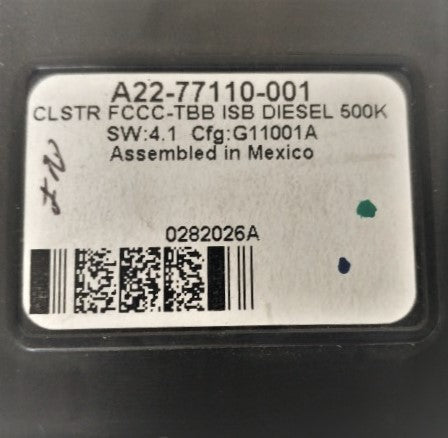 A22-77110-001
CLSTR FCCC-TBB ISB DIESEL 500K
SW:4.1 Cfg:G11001A
Assembled in Mexico
0282026A